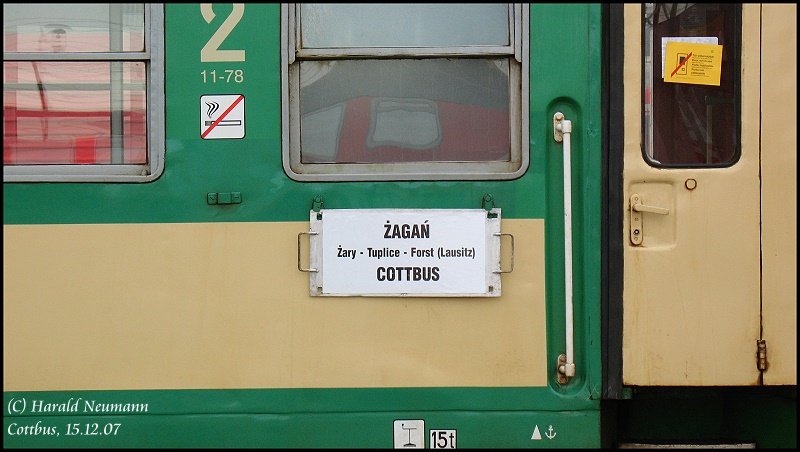 2
11-78
ŻAGAŃ
Żary - Tuplice - Forst (Lausitz)
COTTBUS
15t
(C) Harald Neumann
Cottbus, 15.12.07